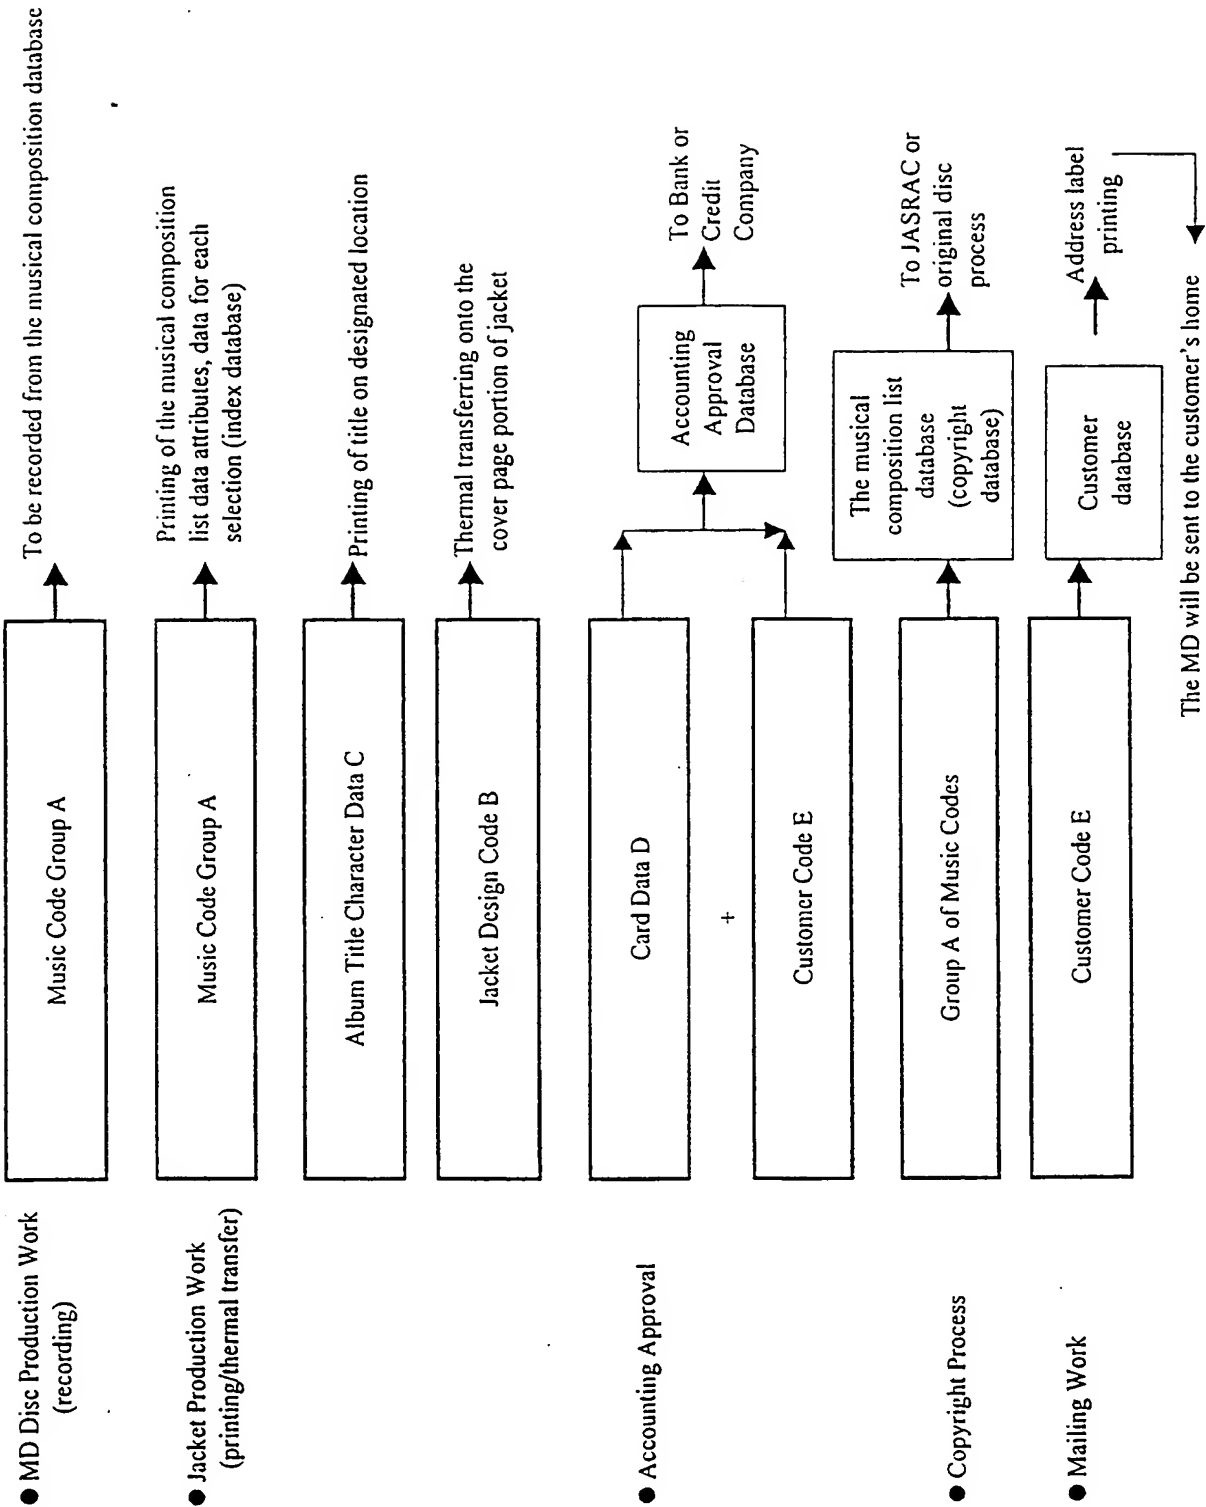 ● MD Disc Production Work
(recording)
Music Code Group A
To be recorded from the musical composition database
● Jacket Production Work
(printing/thermal transfer)
Music Code Group A
Printing of the musical composition
list data attributes, data for each
selection (index database)
Album Title Character Data C
Printing of title on designated location
Jacket Design Code B
Thermal transferring onto the
cover page portion of jacket
● Accounting Approval
Card Data D
+
Customer Code E
Accounting
Approval
Database
To Bank or
Credit
Company
● Copyright Process
Group A of Music Codes
The musical
composition list
database
(copyright
database)
To JASRAC or
original disc
process
● Mailing Work
Customer Code E
Customer
database
Address label
printing
The MD will be sent to the customer's home